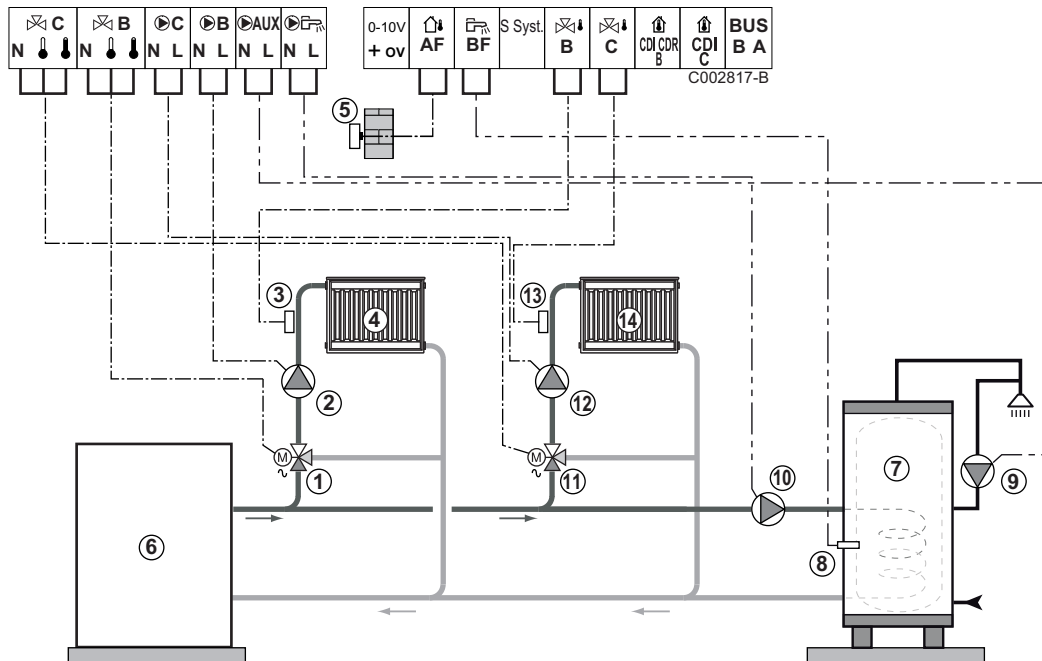 C B C B AUX
N N N L N L N L N L
0-10V S Syst. BUS
+ ov AF BF B C CDI CDR B CDI C B A
C002817-B
5
3 4 13 14
2 12
M 1 M 11 10 7 9
6 8